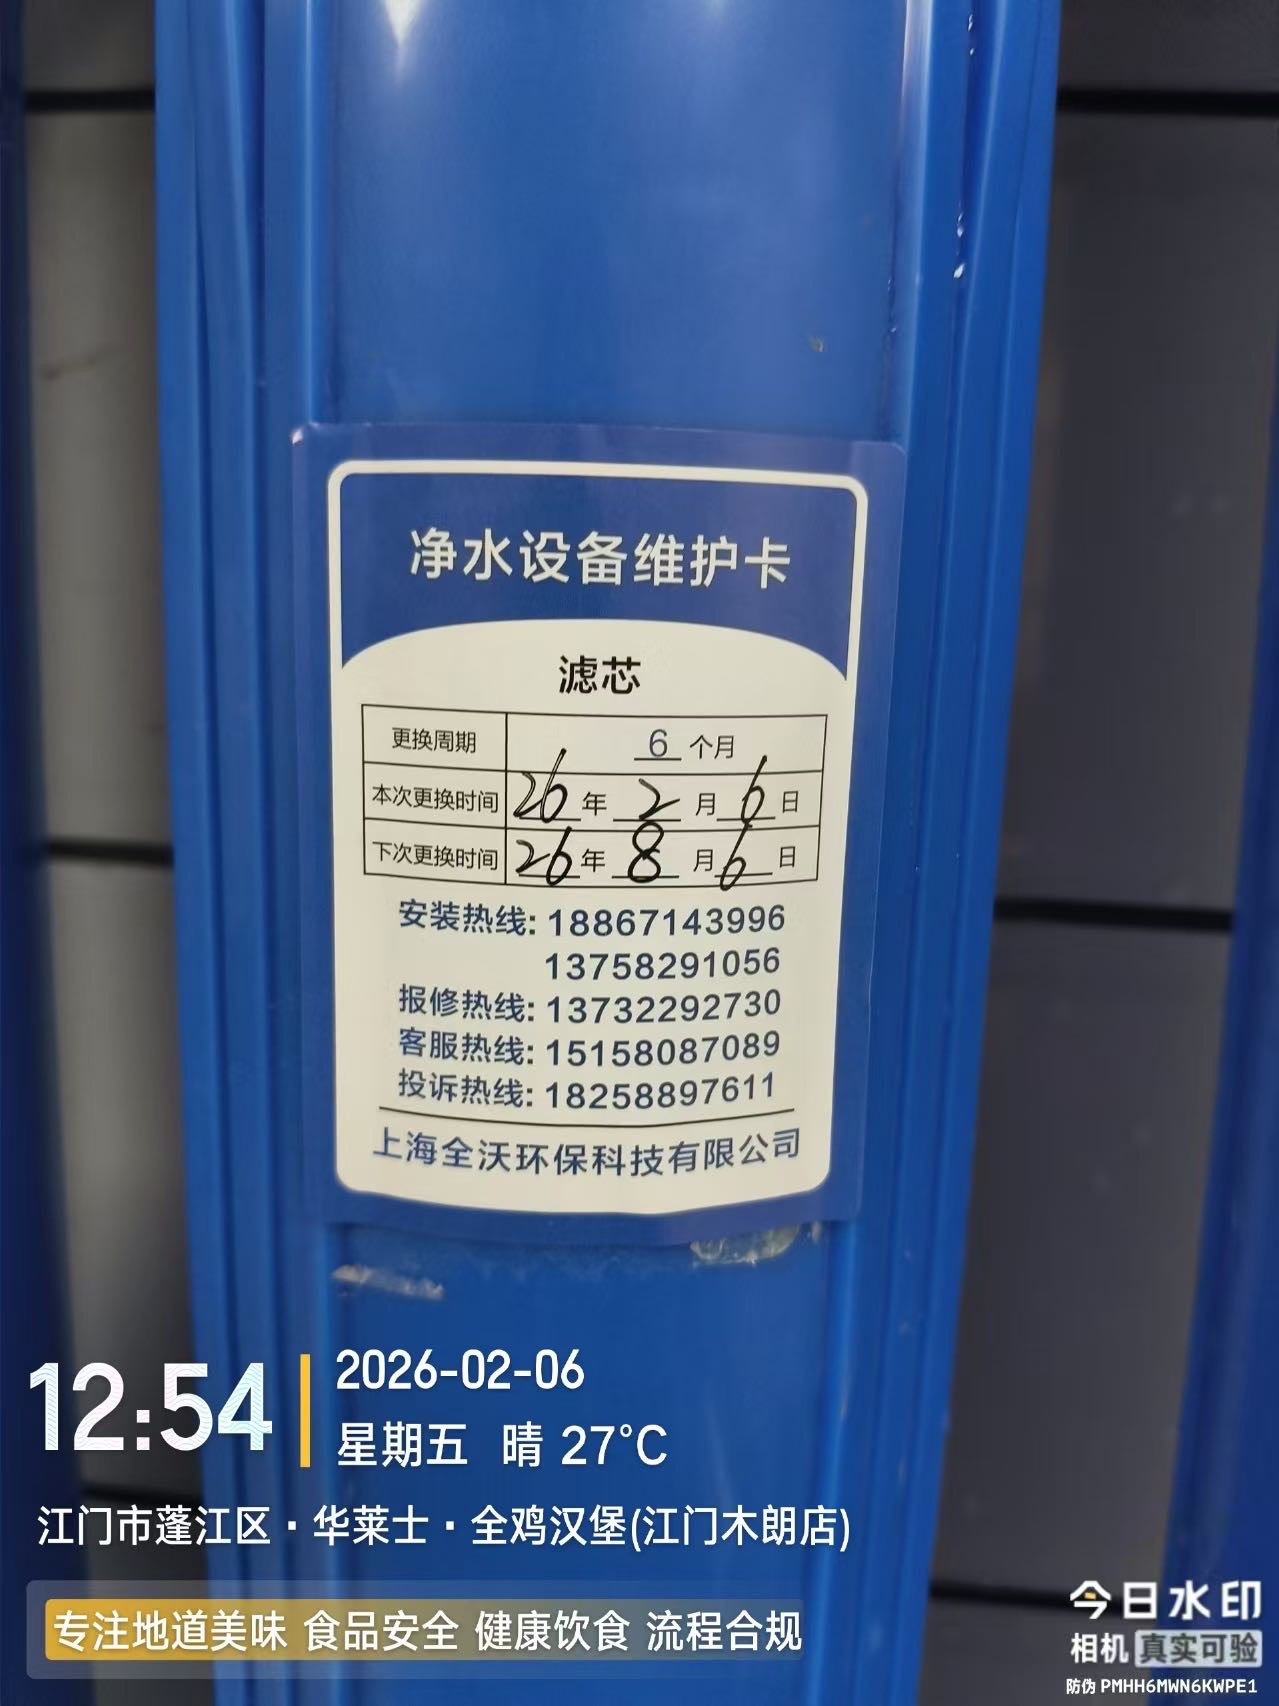 净水设备维护卡
滤芯
更换周期 6 个月
本次更换时间 26 年 2 月 6 日
下次更换时间 26 年 8 月 6 日
安装热线: 18867143996
13758291056
报修热线: 13732292730
客服热线: 15158087089
投诉热线: 18258897611
上海全沃环保科技有限公司
12:54
2026-02-06
星期五 晴 27°C
江门市蓬江区·华莱士·全鸡汉堡(江门木朗店)
专注地道美味 食品安全 健康饮食 流程合规
今日水印
相机 真实可验
防伪 PMHH6MWN6KWPE1